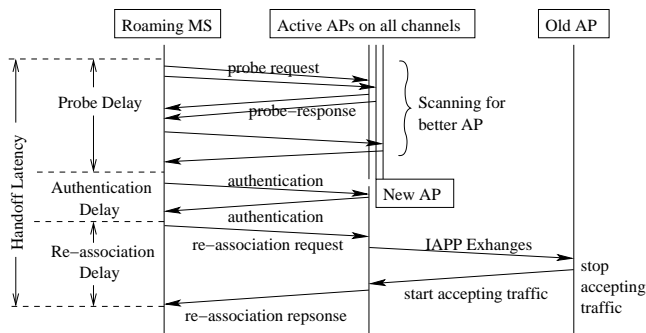 Roaming MS
Active APs on all channels
Old AP
probe request
Probe Delay
probe-response
Scanning for
better AP
Handoff Latency
Authentication
Delay
authentication
New AP
authentication
re-association request
IAPP Exhanges
Re-association
Delay
stop
accepting
traffic
start accepting traffic
re-association repsonse